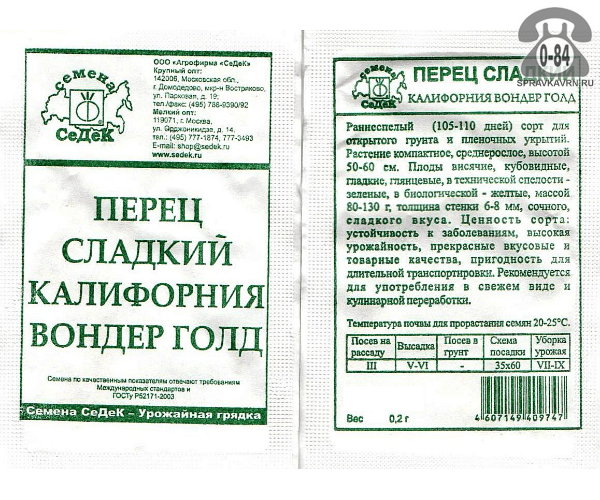 семена
СеДеК
ООО «Агрофирма «СеДеК»
Крупный опт:
142006, Московская обл.,
г. Домодедово, мкр-н Востряково,
ул. Парковая, д. 19;
тел./факс: (495) 788-9390/92
Мелкий опт:
119071, г. Москва,
ул. Орджоникидзе, д. 14,
тел.: (495) 777-1874, 777-3493
E-mail: shop@sedek.ru
www.sedek.ru
ПЕРЕЦ
СЛАДКИЙ
КАЛИФОРНИЯ
ВОНДЕР ГОЛД
Семена по качественным показателям отвечают требованиям
Международных стандартов и
ГОСТу Р52171-2003
Семена СеДеК – Урожайная грядка
семена
СеДеК
ПЕРЕЦ СЛАДКИЙ
КАЛИФОРНИЯ ВОНДЕР ГОЛД
0-84
SPRAVKAVRN.RU
Раннеспелый (105-110 дней) сорт для
открытого грунта и пленочных укрытий.
Растение компактное, среднерослое, высотой
50-60 см. Плоды висячие, кубовидные,
гладкие, глянцевые, в технической спелости -
зеленые, в биологической - желтые, массой
80-130 г, толщина стенки 6-8 мм, сочного,
сладкого вкуса. Ценность сорта:
устойчивость к заболеваниям, высокая
урожайность, прекрасные вкусовые и
товарные качества, пригодность для
длительной транспортировки. Рекомендуется
для употребления в свежем виде и
кулинарной переработки.
Температура почвы для прорастания семян 20-25°С.
Посев на рассаду Высадка Посев в грунт Схема посадки Уборка урожая
III V-VI - 35х60 VII-IX
Вес 0,2 г
4 607149 409747